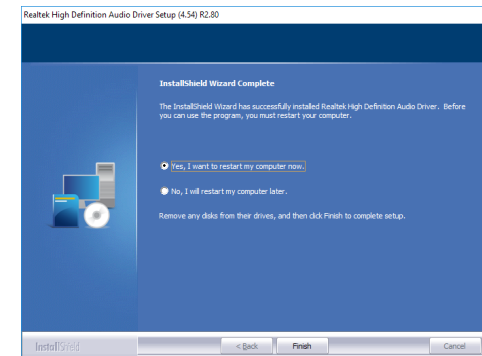 Realtek High Definition Audio Driver Setup (4.54) R2.80
InstallShield Wizard Complete
The InstallShield Wizard has successfully installed Realtek High Definition Audio Driver. Before
you can use the program, you must restart your computer.
Yes, I want to restart my computer now.
No, I will restart my computer later.
Remove any disks from their drives, and then click Finish to complete setup.
InstallShield
< Back
Finish
Cancel